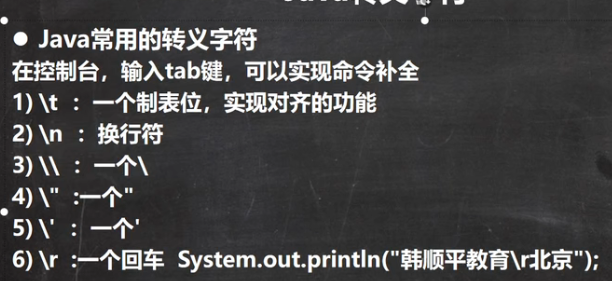 ● Java常用的转义字符
在控制台，输入tab键，可以实现命令补全
1) \t ：一个制表位，实现对齐的功能
2) \n ：换行符
3) \\ ：一个\
4) \" :一个"
5) \' ：一个'
6) \r :一个回车 System.out.println("韩顺平教育\r北京");